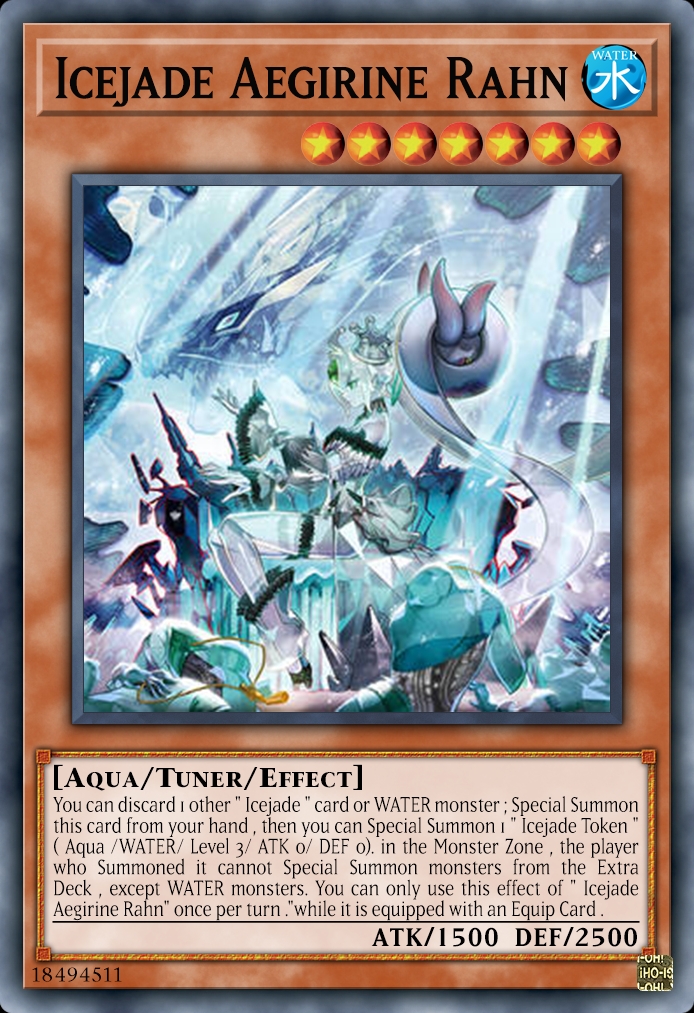 ICEJADE AEGIRINE RAHN
WATER
水
[AQUA/TUNER/EFFECT]
You can discard 1 other " Icejade " card or WATER monster ; Special Summon
this card from your hand , then you can Special Summon 1 " Icejade Token "
( Aqua /WATER/ Level 3/ ATK 0/ DEF 0). in the Monster Zone , the player
who Summoned it cannot Special Summon monsters from the Extra
Deck , except WATER monsters. You can only use this effect of " Icejade
Aegirine Rahn" once per turn ."while it is equipped with an Equip Card .
ATK/1500 DEF/2500
18494511